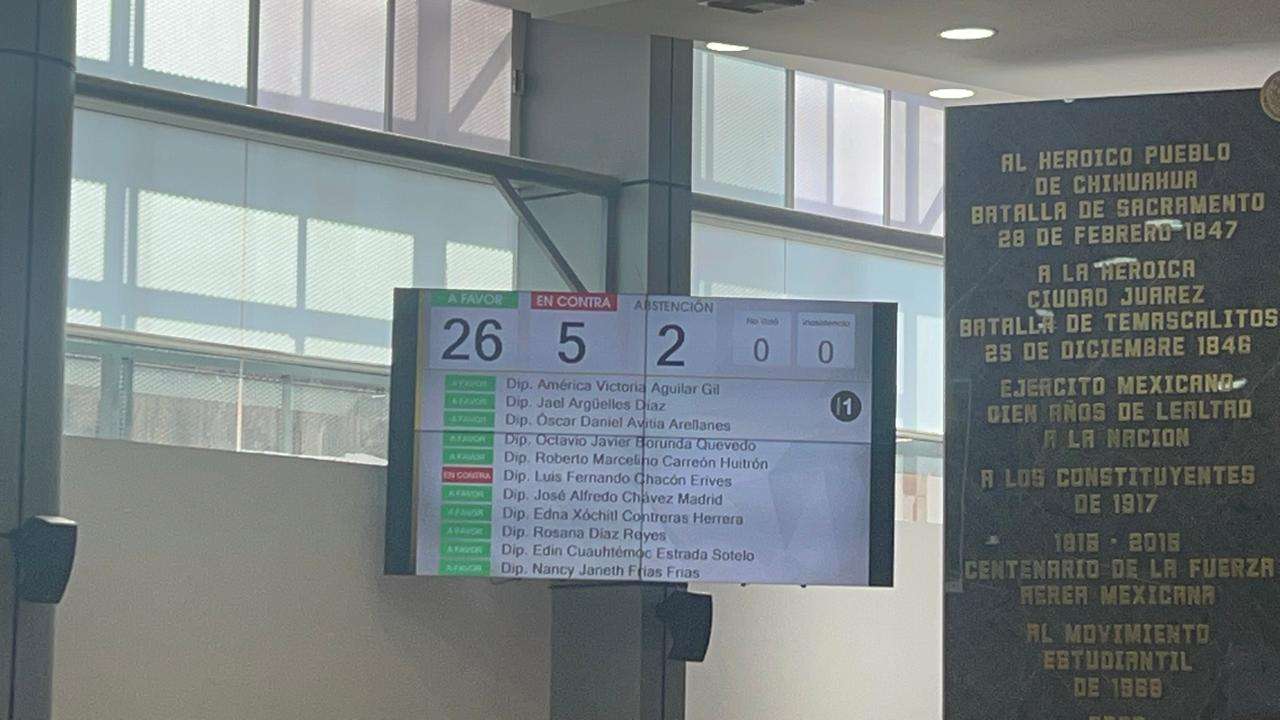 A FAVOR EN CONTRA ABSTENCIÓN No Votó Inasistencia
26 5 2 0 0
A FAVOR Dip. América Victoria Aguilar Gil
A FAVOR Dip. Jael Argüelles Díaz
A FAVOR Dip. Óscar Daniel Avitia Arellanes
A FAVOR Dip. Octavio Javier Borunda Quevedo
A FAVOR Dip. Roberto Marcelino Carreón Huitrón
EN CONTRA Dip. Luis Fernando Chacón Erives
A FAVOR Dip. José Alfredo Chávez Madrid
A FAVOR Dip. Edna Xóchitl Contreras Herrera
A FAVOR Dip. Rosana Díaz Reyes
A FAVOR Dip. Edin Cuauhtémoc Estrada Sotelo
A FAVOR Dip. Nancy Janeth Frías Frías
AL HEROICO PUEBLO
DE CHIHUAHUA
BATALLA DE SACRAMENTO
28 DE FEBRERO 1847
A LA HEROICA
CIUDAD JUAREZ
BATALLA DE TEMASCALITOS
25 DE DICIEMBRE 1846
EJERCITO MEXICANO
CIEN AÑOS DE LEALTAD
A LA NACION
A LOS CONSTITUYENTES
DE 1917
1915 - 2015
CENTENARIO DE LA FUERZA
AEREA MEXICANA
AL MOVIMIENTO
ESTUDIANTIL
DE 1968